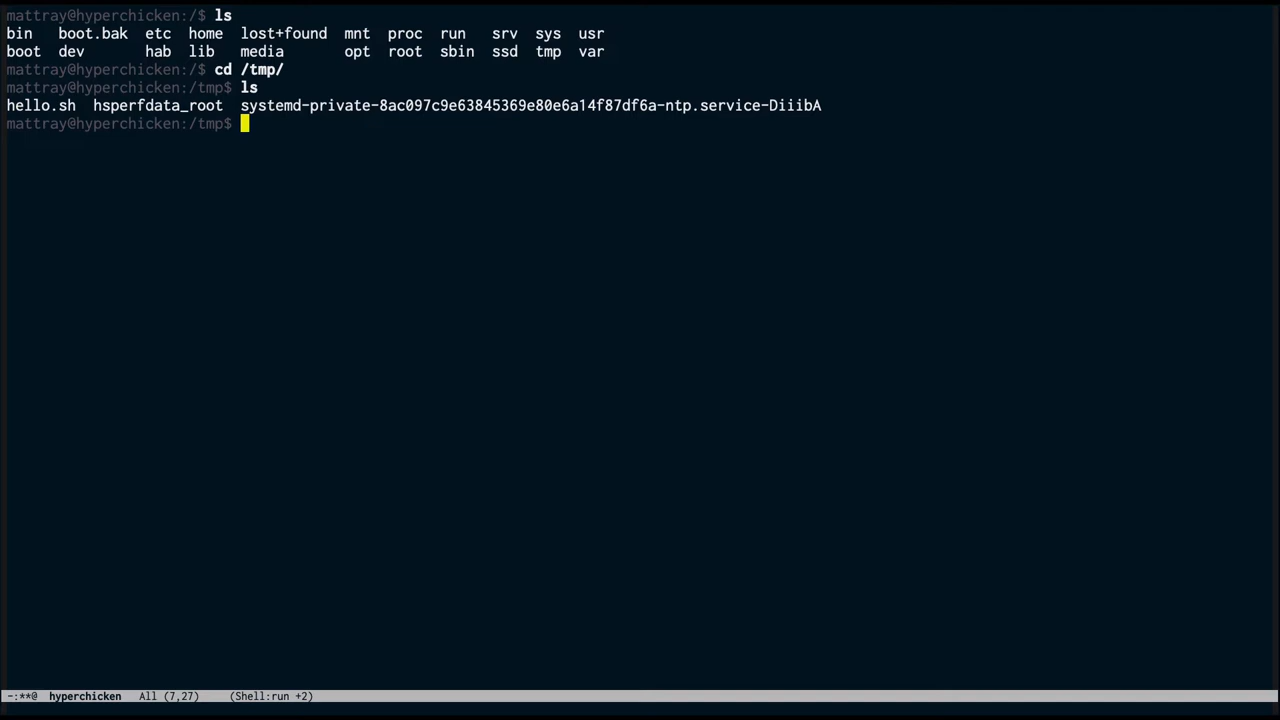 mattray@hyperchicken:/$ ls
bin   boot.bak  etc  home  lost+found  mnt  proc  run   srv  sys  usr
boot  dev       hab  lib   media       opt  root  sbin  ssd  tmp  var
mattray@hyperchicken:/$ cd /tmp/
mattray@hyperchicken:/tmp$ ls
hello.sh  hsperfdata_root  systemd-private-8ac097c9e63845369e80e6a14f87df6a-ntp.service-DiiibA
mattray@hyperchicken:/tmp$
-:**@  hyperchicken   All (7,27)    (Shell:run +2)